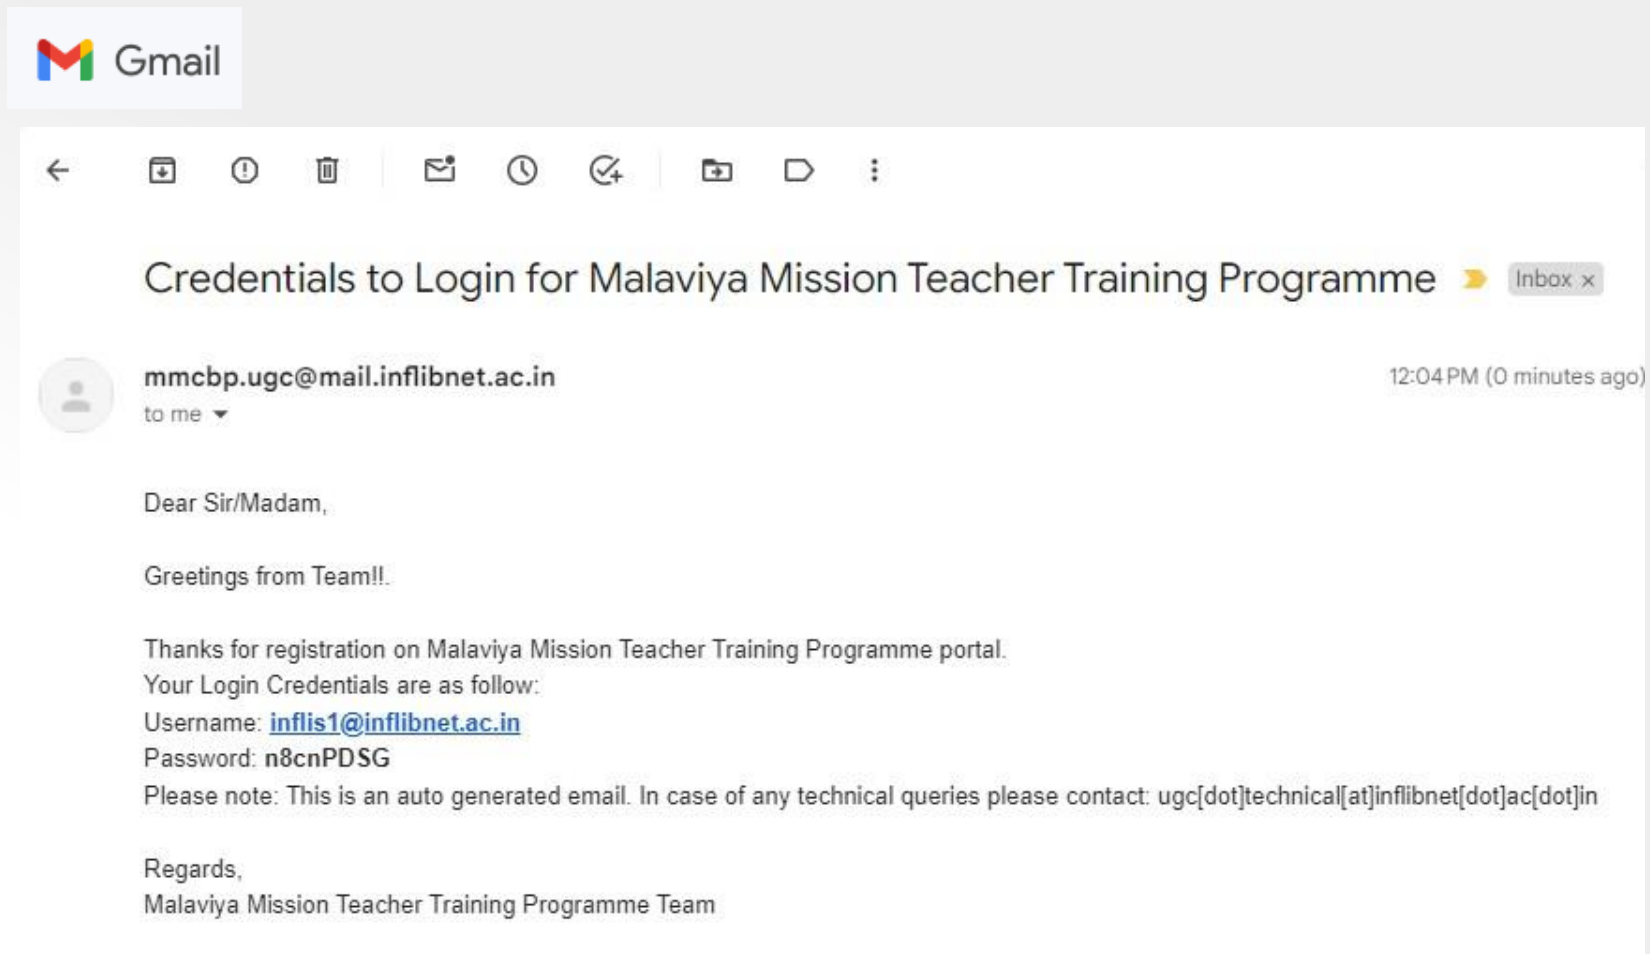 Gmail
Credentials to Login for Malaviya Mission Teacher Training Programme Inbox ×
mmcbp.ugc@mail.inflibnet.ac.in 12:04 PM (0 minutes ago)
to me
Dear Sir/Madam,
Greetings from Team!!.
Thanks for registration on Malaviya Mission Teacher Training Programme portal.
Your Login Credentials are as follow:
Username: inflis1@inflibnet.ac.in
Password: n8cnPDSG
Please note: This is an auto generated email. In case of any technical queries please contact: ugc[dot]technical[at]inflibnet[dot]ac[dot]in
Regards,
Malaviya Mission Teacher Training Programme Team